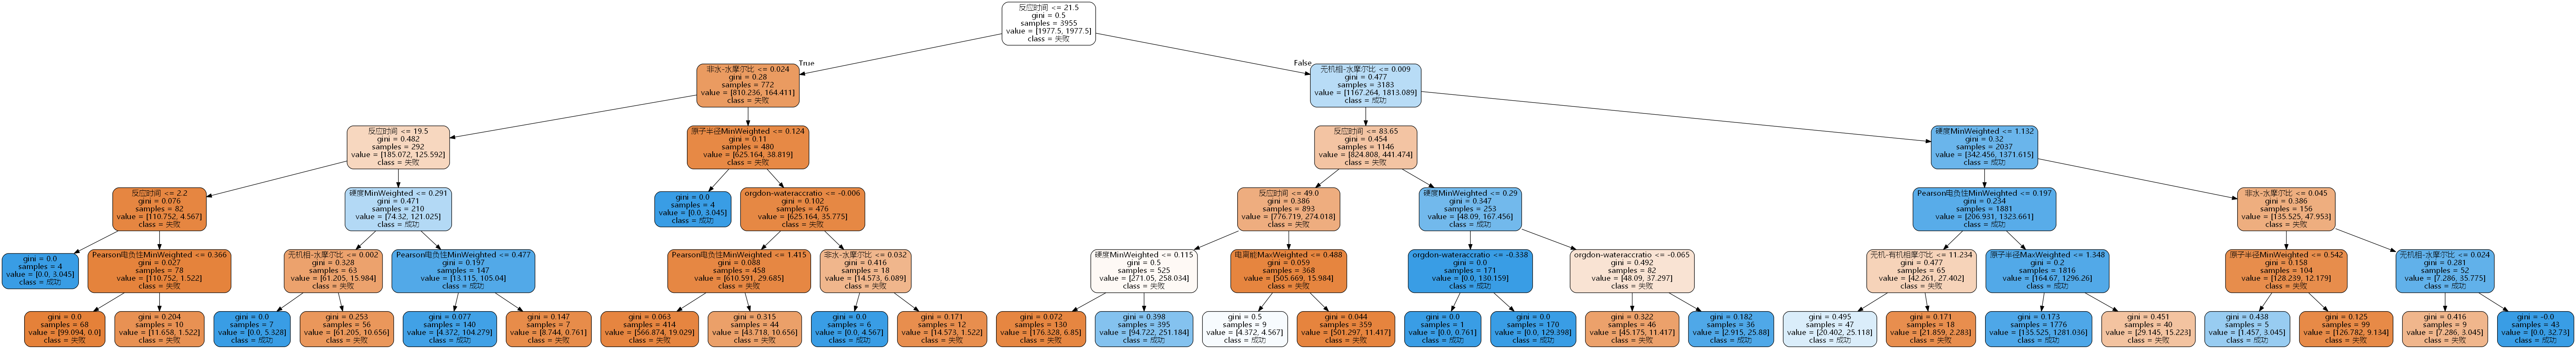 反应时间 <= 21.5
gini = 0.5
samples = 3955
value = [1977.5, 1977.5]
class = 失败
True
False
非水-水摩尔比 <= 0.024
gini = 0.28
samples = 772
value = [810.236, 164.411]
class = 失败
无机相-水摩尔比 <= 0.009
gini = 0.477
samples = 3183
value = [1167.264, 1813.089]
class = 成功
反应时间 <= 19.5
gini = 0.482
samples = 292
value = [185.072, 125.592]
class = 失败
原子半径MinWeighted <= 0.124
gini = 0.11
samples = 480
value = [625.164, 38.819]
class = 失败
反应时间 <= 83.65
gini = 0.454
samples = 1146
value = [824.808, 441.474]
class = 失败
硬度MinWeighted <= 1.132
gini = 0.32
samples = 2037
value = [342.456, 1371.615]
class = 成功
反应时间 <= 2.2
gini = 0.076
samples = 82
value = [110.752, 4.567]
class = 失败
硬度MinWeighted <= 0.291
gini = 0.471
samples = 210
value = [74.32, 121.025]
class = 成功
gini = 0.0
samples = 4
value = [0.0, 3.045]
class = 成功
orgdon-wateraccratio <= -0.006
gini = 0.102
samples = 476
value = [625.164, 35.775]
class = 失败
反应时间 <= 49.0
gini = 0.386
samples = 893
value = [776.719, 274.018]
class = 失败
硬度MinWeighted <= 0.29
gini = 0.347
samples = 253
value = [48.09, 167.456]
class = 成功
Pearson电负性MinWeighted <= 0.197
gini = 0.234
samples = 1881
value = [206.931, 1323.661]
class = 成功
非水-水摩尔比 <= 0.045
gini = 0.386
samples = 156
value = [135.525, 47.953]
class = 失败
gini = 0.0
samples = 4
value = [0.0, 3.045]
class = 成功
Pearson电负性MinWeighted <= 0.366
gini = 0.027
samples = 78
value = [110.752, 1.522]
class = 失败
无机相-水摩尔比 <= 0.002
gini = 0.328
samples = 63
value = [61.205, 15.984]
class = 失败
Pearson电负性MinWeighted <= 0.477
gini = 0.197
samples = 147
value = [13.115, 105.04]
class = 成功
Pearson电负性MinWeighted <= 1.415
gini = 0.088
samples = 458
value = [610.591, 29.685]
class = 失败
非水-水摩尔比 <= 0.032
gini = 0.416
samples = 18
value = [14.573, 6.089]
class = 失败
硬度MinWeighted <= 0.115
gini = 0.5
samples = 525
value = [271.05, 258.034]
class = 失败
电离能MaxWeighted <= 0.488
gini = 0.059
samples = 368
value = [505.669, 15.984]
class = 失败
orgdon-wateraccratio <= -0.338
gini = 0.0
samples = 171
value = [0.0, 130.159]
class = 成功
orgdon-wateraccratio <= -0.065
gini = 0.492
samples = 82
value = [48.09, 37.297]
class = 失败
无机-有机相摩尔比 <= 11.234
gini = 0.477
samples = 65
value = [42.261, 27.402]
class = 失败
原子半径MaxWeighted <= 1.348
gini = 0.2
samples = 1816
value = [164.67, 1296.26]
class = 成功
原子半径MinWeighted <= 0.542
gini = 0.158
samples = 104
value = [128.239, 12.179]
class = 失败
无机相-水摩尔比 <= 0.024
gini = 0.281
samples = 52
value = [7.286, 35.775]
class = 成功
gini = 0.0
samples = 68
value = [99.094, 0.0]
class = 失败
gini = 0.204
samples = 10
value = [11.658, 1.522]
class = 失败
gini = 0.0
samples = 7
value = [0.0, 5.328]
class = 成功
gini = 0.253
samples = 56
value = [61.205, 10.656]
class = 失败
gini = 0.077
samples = 140
value = [4.372, 104.279]
class = 成功
gini = 0.147
samples = 7
value = [8.744, 0.761]
class = 失败
gini = 0.063
samples = 414
value = [566.874, 19.029]
class = 失败
gini = 0.315
samples = 44
value = [43.718, 10.656]
class = 失败
gini = 0.0
samples = 6
value = [0.0, 4.567]
class = 成功
gini = 0.171
samples = 12
value = [14.573, 1.522]
class = 失败
gini = 0.072
samples = 130
value = [176.328, 6.85]
class = 失败
gini = 0.398
samples = 395
value = [94.722, 251.184]
class = 成功
gini = 0.5
samples = 9
value = [4.372, 4.567]
class = 成功
gini = 0.044
samples = 359
value = [501.297, 11.417]
class = 失败
gini = 0.0
samples = 1
value = [0.0, 0.761]
class = 成功
gini = 0.0
samples = 170
value = [0.0, 129.398]
class = 成功
gini = 0.322
samples = 46
value = [45.175, 11.417]
class = 失败
gini = 0.182
samples = 36
value = [2.915, 25.88]
class = 成功
gini = 0.495
samples = 47
value = [20.402, 25.118]
class = 成功
gini = 0.171
samples = 18
value = [21.859, 2.283]
class = 失败
gini = 0.173
samples = 1776
value = [135.525, 1281.036]
class = 成功
gini = 0.451
samples = 40
value = [29.145, 15.223]
class = 失败
gini = 0.438
samples = 5
value = [1.457, 3.045]
class = 成功
gini = 0.125
samples = 99
value = [126.782, 9.134]
class = 失败
gini = 0.416
samples = 9
value = [7.286, 3.045]
class = 失败
gini = -0.0
samples = 43
value = [0.0, 32.73]
class = 成功